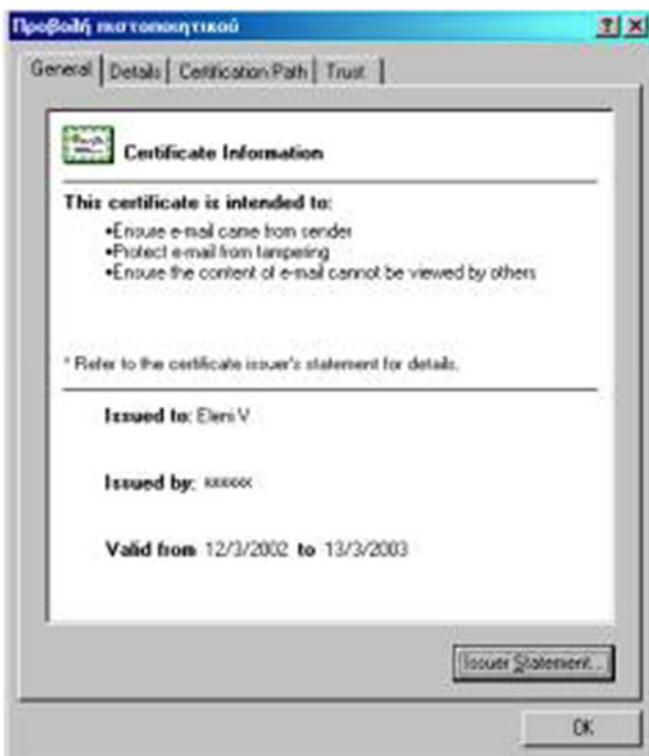 Προβολή πιστοποιητικού
General Details Certification Path Trust
Certificate Information
This certificate is intended to:
•Ensure e-mail came from sender
•Protect e-mail from tampering
•Ensure the content of e-mail cannot be viewed by others
* Refer to the certificate issuer's statement for details.
Issued to: Eleni V
Issued by: xxxxxx
Valid from 12/3/2002 to 13/3/2003
Issuer Statement...
OK